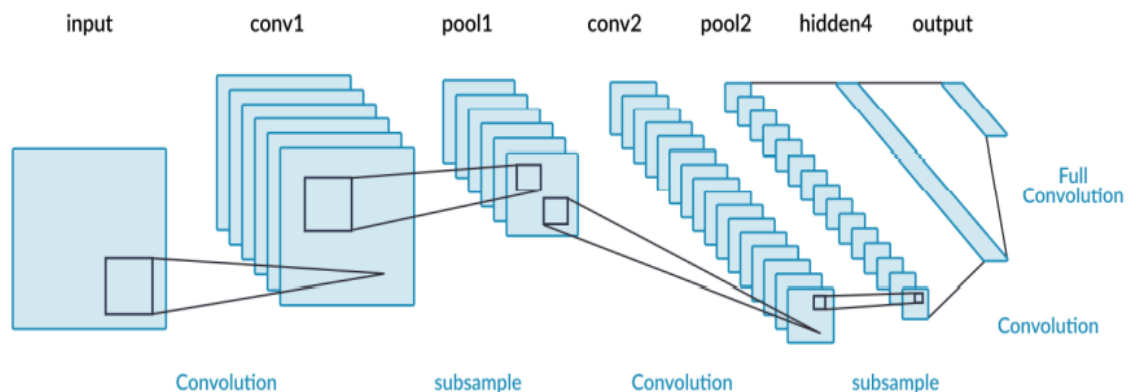 input
conv1
pool1
conv2
pool2
hidden4
output
Full
Convolution
Convolution
Convolution
subsample
Convolution
subsample